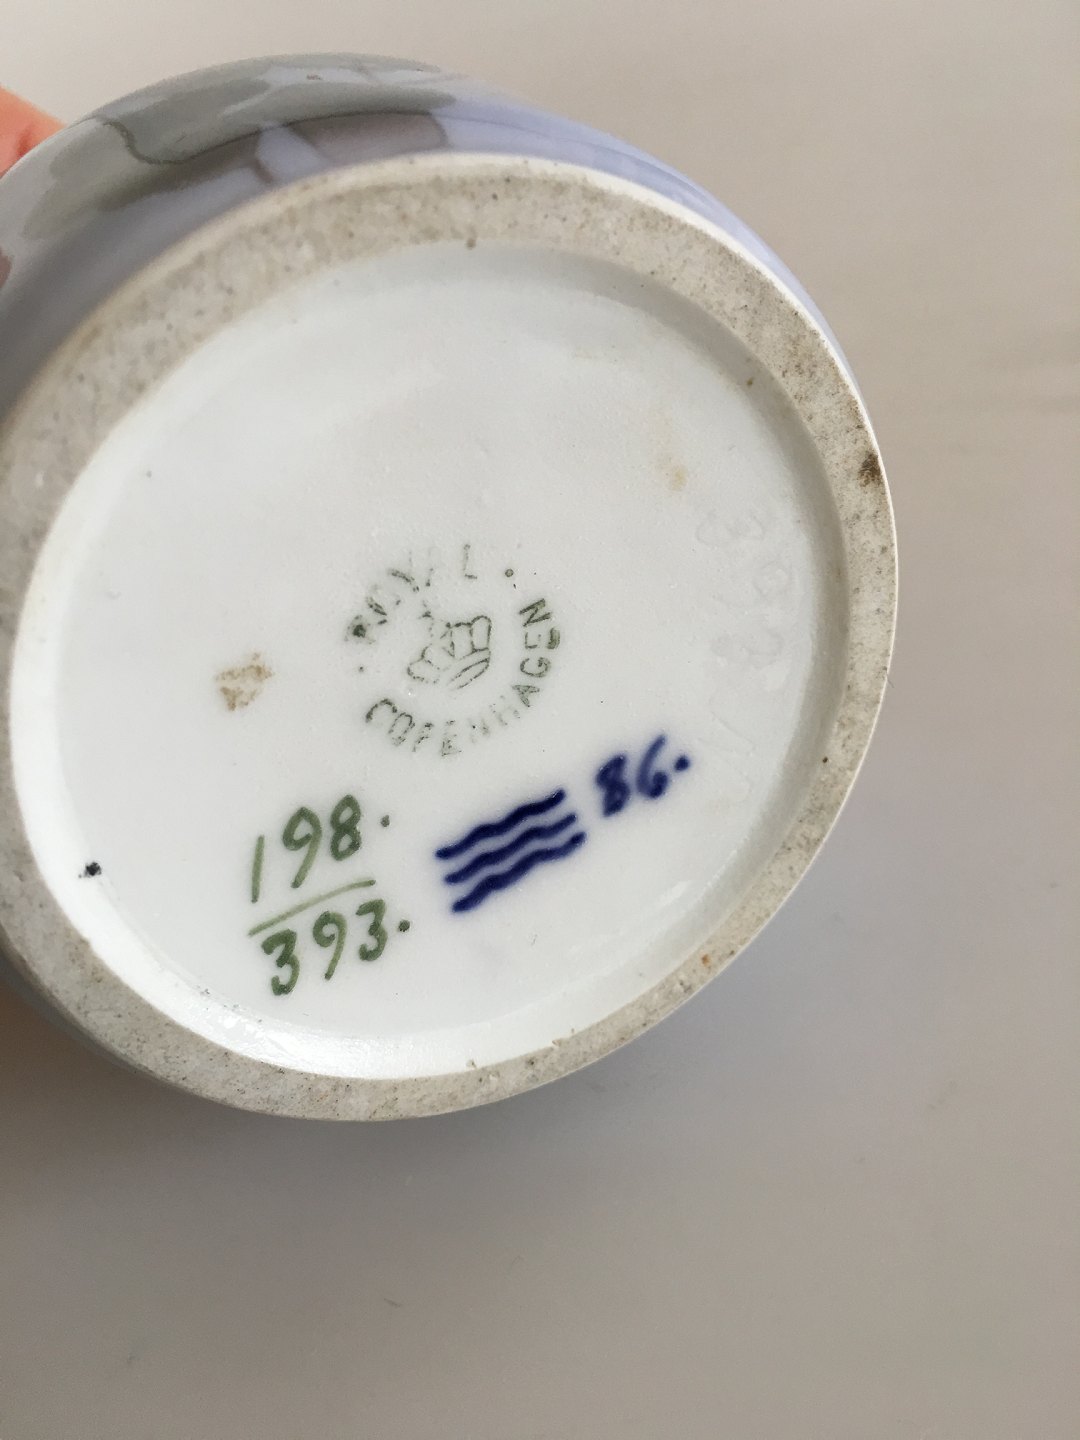 ROYAL
COPENHAGEN
198.
393.
86.